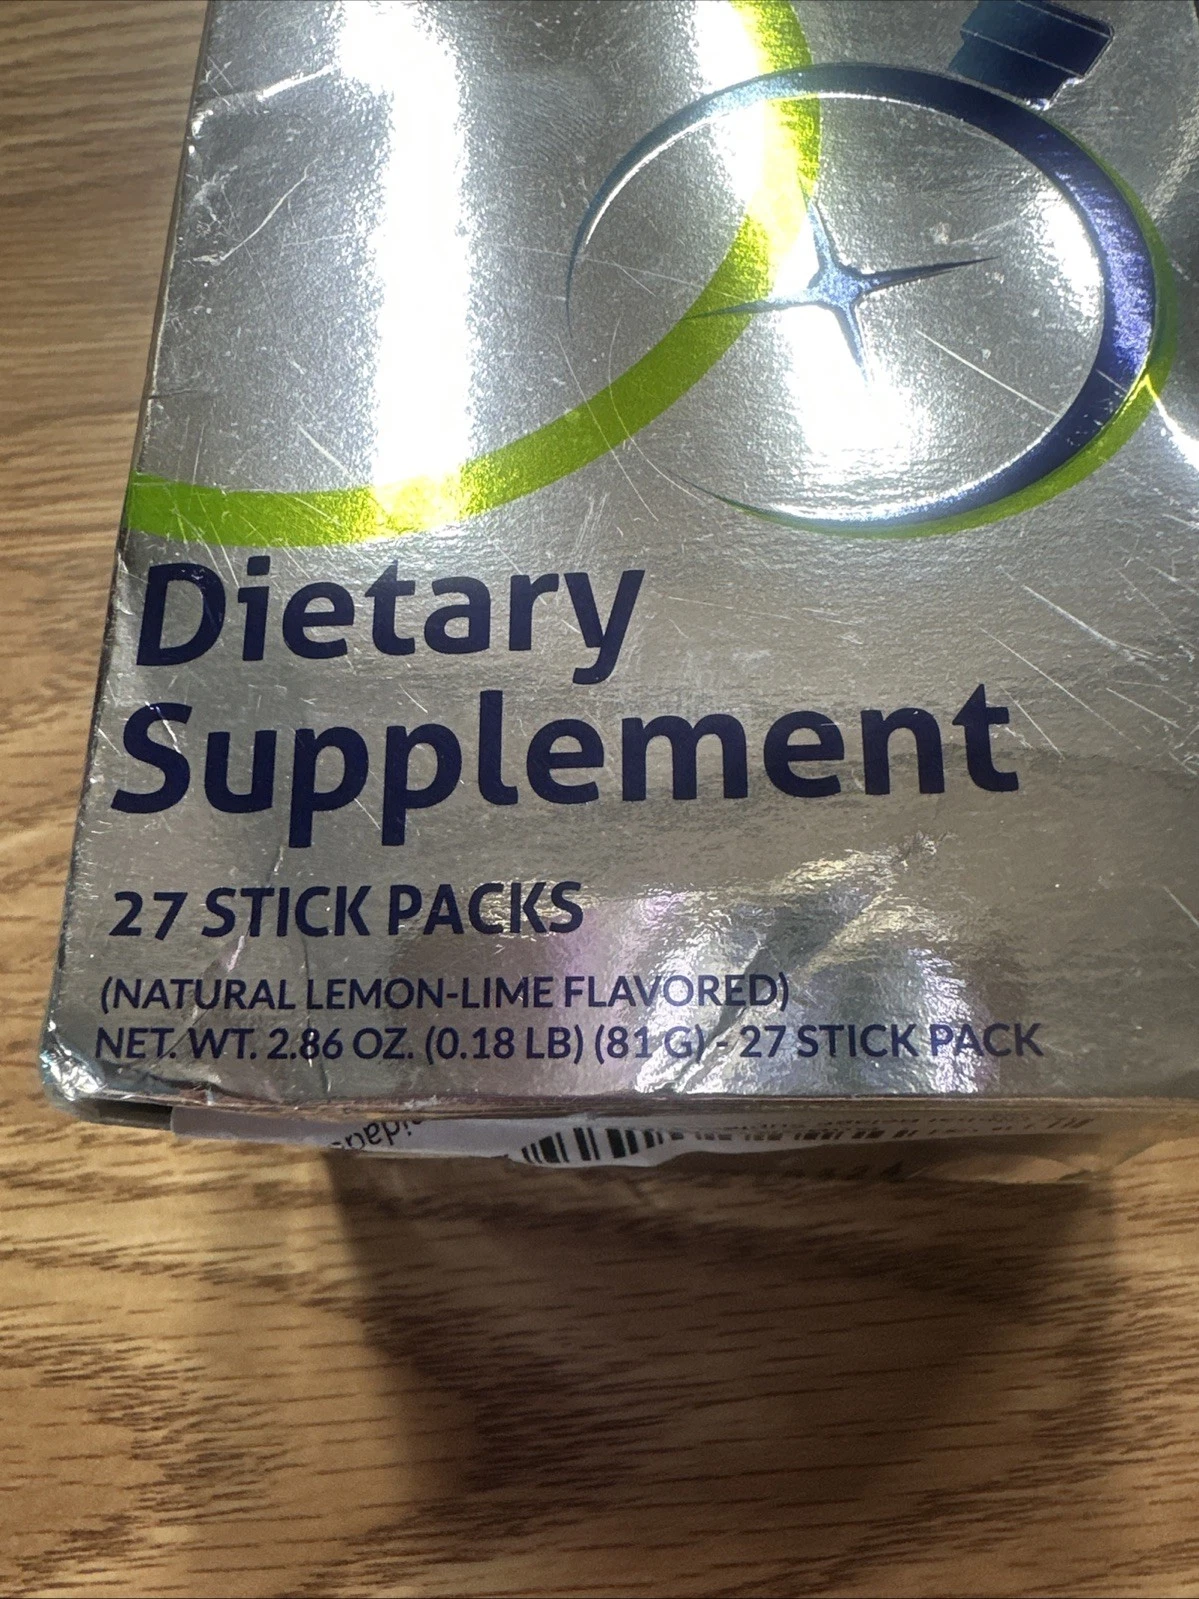 Dietary
Supplement
27 STICK PACKS
(NATURAL LEMON-LIME FLAVORED)
NET. WT. 2.86 OZ. (0.18 LB) (81 G) - 27 STICK PACK